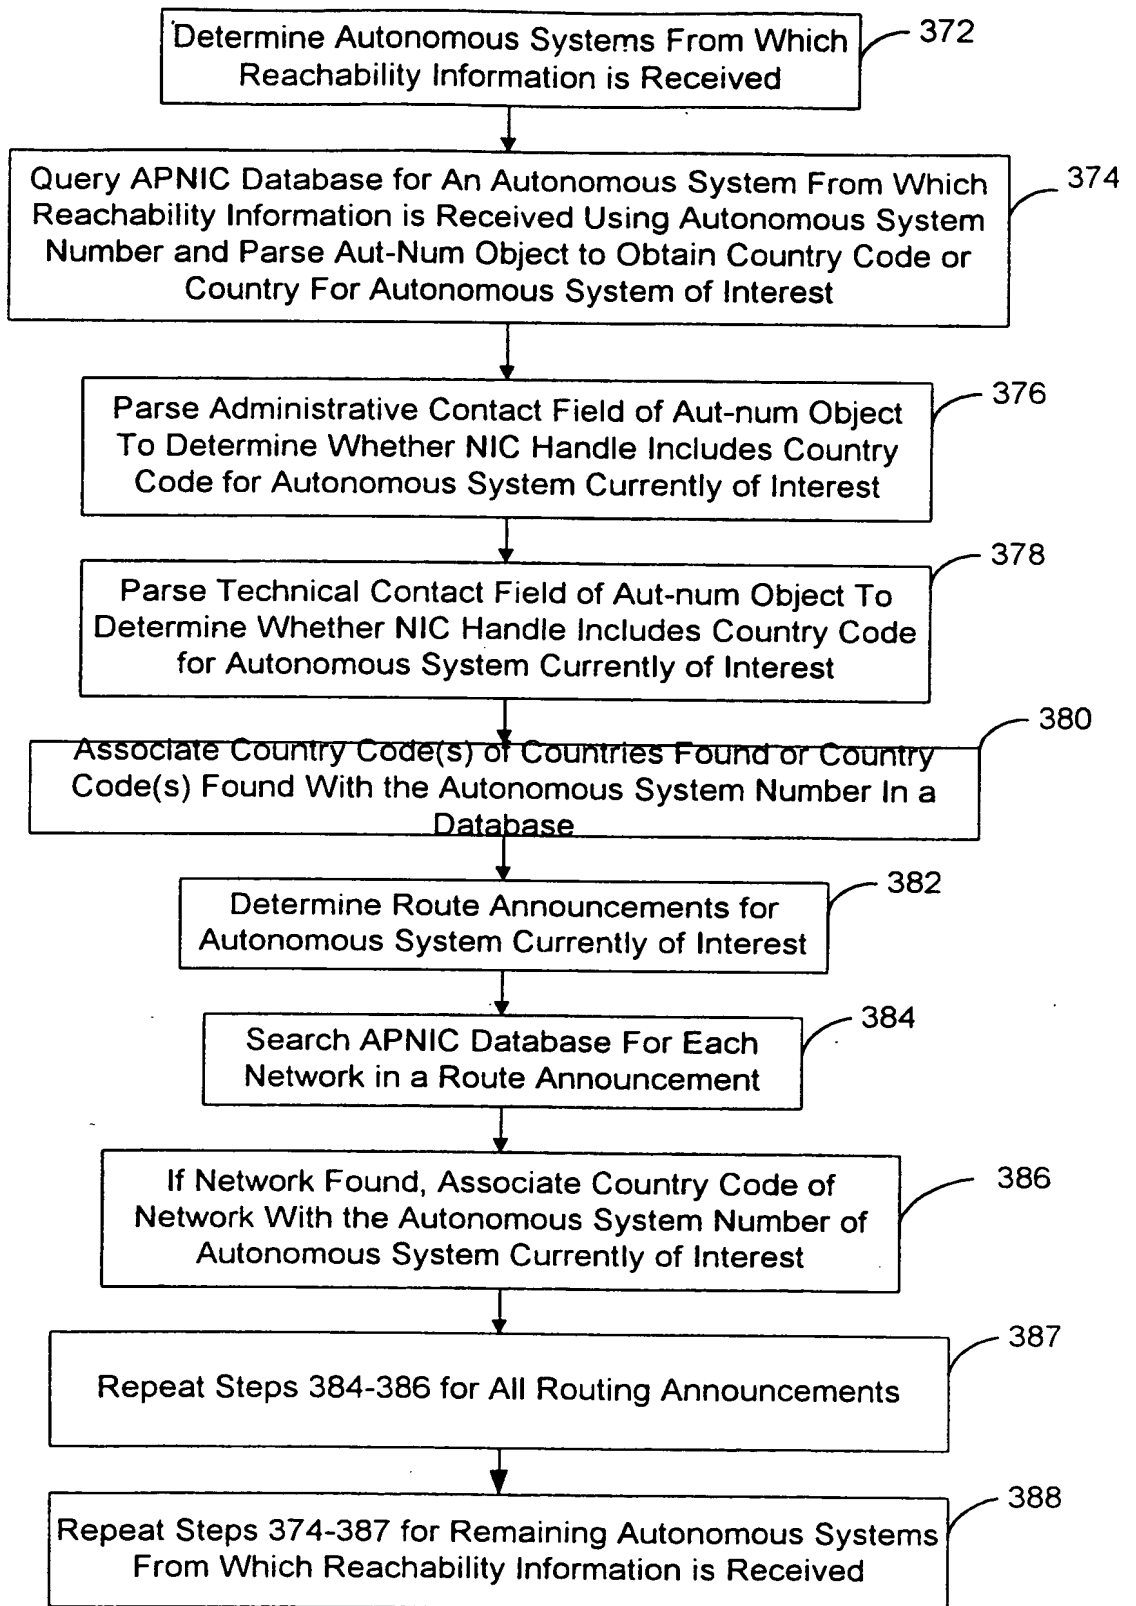 Determine Autonomous Systems From Which
Reachability Information is Received
372
Query APNIC Database for An Autonomous System From Which
Reachability Information is Received Using Autonomous System
Number and Parse Aut-Num Object to Obtain Country Code or
Country For Autonomous System of Interest
374
Parse Administrative Contact Field of Aut-num Object
To Determine Whether NIC Handle Includes Country
Code for Autonomous System Currently of Interest
376
Parse Technical Contact Field of Aut-num Object To
Determine Whether NIC Handle Includes Country Code
for Autonomous System Currently of Interest
378
Associate Country Code(s) of Countries Found or Country
Code(s) Found With the Autonomous System Number In a
Database
380
Determine Route Announcements for
Autonomous System Currently of Interest
382
Search APNIC Database For Each
Network in a Route Announcement
384
If Network Found, Associate Country Code of
Network With the Autonomous System Number of
Autonomous System Currently of Interest
386
Repeat Steps 384-386 for All Routing Announcements
387
Repeat Steps 374-387 for Remaining Autonomous Systems
From Which Reachability Information is Received
388